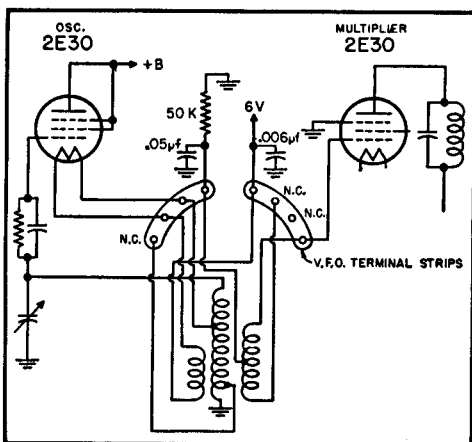 OSC.
2E30
+B
MULTIPLIER
2E30
50 K
6V
.05µf
.006µf
N.C.
N.C.
N.C.
V.F.O. TERMINAL STRIPS